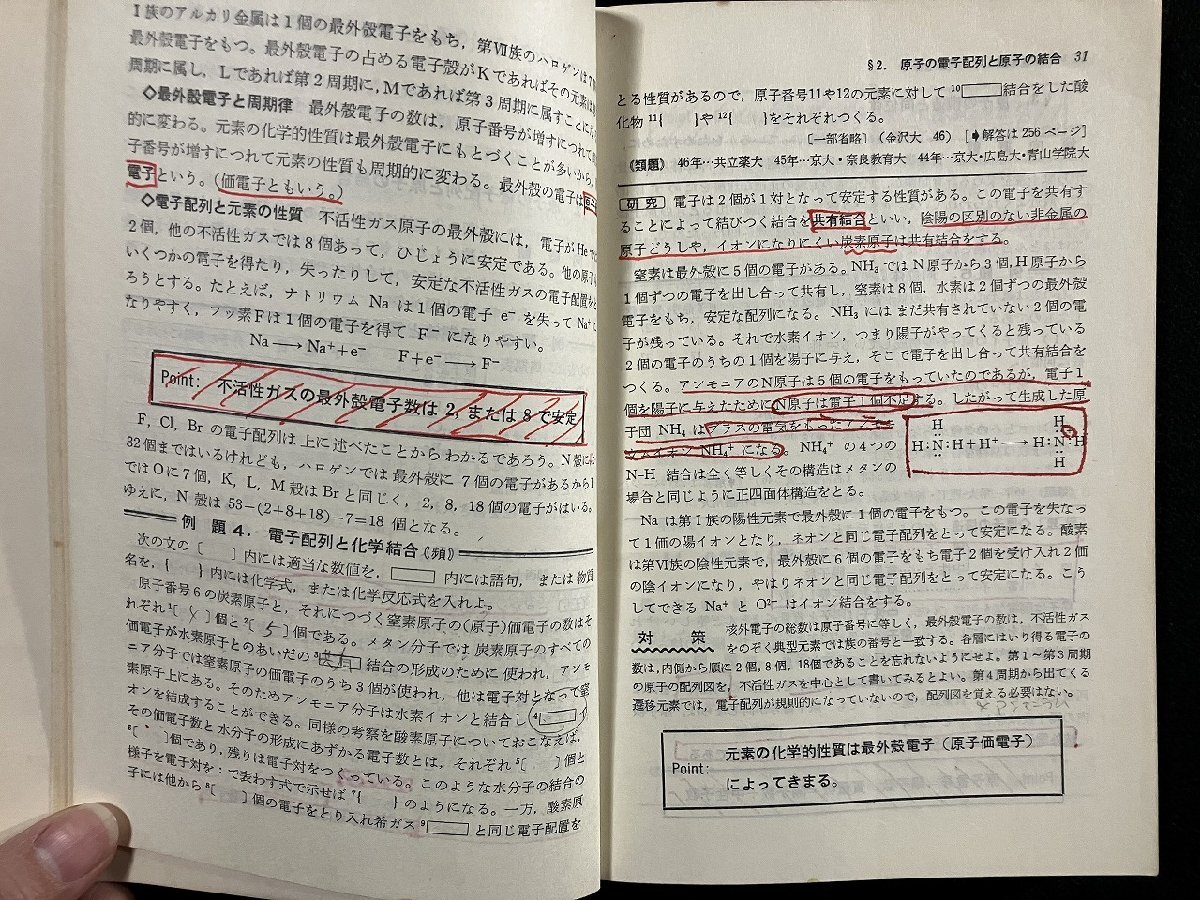 I族のアルカリ金属は1個の最外殻電子をもち，第Ⅶ族のハロゲンは
最外殻電子をもつ。最外殻電子の占める電子殻がKであればその元素は
周期に属し，Lであれば第2周期に，Mであれば第3周期に属すことに
◇最外殻電子と周期律　最外殻電子の数は，原子番号が増すにつれて
的に変わる。元素の化学的性質は最外殻電子にもとづくことが多いから，
子番号が増すにつれて元素の性質も周期的に変わる。最外殻の電子は
電子という。（価電子ともいう。）
◇電子配列と元素の性質　不活性ガス原子の最外殻には，電子がHeで
2個，他の不活性ガスでは8個あって，ひじょうに安定である。他の原子
いくつかの電子を得たり，失ったりして，安定な不活性ガスの電子配置を
ろうとする。たとえば，ナトリウム Na は1個の電子 e⁻ を失って Na⁺
なりやすく，フッ素Fは1個の電子を得て F⁻ になりやすい。
Na→Na⁺+e⁻　F+e⁻→F⁻
Point: 不活性ガスの最外殻電子数は 2，または 8 で安定
F，Cl，Br の電子配列は上に述べたことからわかるであろう。N 殻に
32個まではいるけれども，ハロゲンでは最外殻に 7個の電子があるから
では O に7個，K，L，M 殻は Br と同じく，2，8，18個の電子がはいる。
ゆえに，N 殻は 53−(2+8+18)−7=18 個となる。
例題4. 電子配列と化学結合《頻》
次の文の〔　〕内には適当な数値を，□内には語句，または物質
名を，｛　｝内には化学式，または化学反応式を入れよ。
原子番号6の炭素原子と，それにつづく窒素原子の(原子)価電子の数はそ
れぞれ¹〔 4 〕個と²〔 5 〕個である。メタン分子では炭素原子のすべての
価電子が水素原子とのあいだの³□結合の形成のために使われ，アンモ
ニア分子では窒素原子の価電子のうち3個が使われ，他は電子対となって窒
素原子上にある。そのためアンモニア分子は水素イオンと結合し⁴□イ
オンを結成することができる。同様の考察を酸素原子についておこなえば，
その価電子数と水分子の形成にあずかる電子数とは，それぞれ⁵〔　〕個と
⁶〔　〕個であり，残りは電子対をつくっている。このような水分子の結合の
様子を電子対を：で表わす式で示せば⁷｛　｝のようになる。一方，酸素原
子には他から⁸〔　〕個の電子をとり入れ希ガス⁹□と同じ電子配置を
§2.　原子の電子配列と原子の結合　31
とる性質があるので，原子番号11や12の元素に対して¹⁰□結合をした酸
化物¹¹｛　｝や¹²｛　｝をそれぞれつくる。
〔一部省略〕（金沢大　46）〔➧解答は256ページ〕
《類題》　46年…共立薬大　45年…京大・奈良教育大　44年…京大・広島大・青山学院大
研究　電子は2個が1対となって安定する性質がある。この電子を共有す
ることによって結びつく結合を共有結合といい，陰陽の区別のない非金属の
原子どうしや，イオンになりにくい炭素原子は共有結合をする。
窒素は最外殻に5個の電子がある。NH₃ではN原子から3個，H原子から
1個ずつの電子を出し合って共有し，窒素は8個，水素は2個ずつの最外殻
電子をもち，安定な配列になる。NH₃にはまだ共有されていない2個の電
子が残っている。それで水素イオン，つまり陽子がやってくると残っている
2個の電子のうちの1個を陽子に与え，そこで電子を出し合って共有結合を
つくる。アンモニアのN原子は5個の電子をもっていたのであるが，電子1
個を陽子に与えたためにN原子は電子1個不足する。したがって生成した原
子団 NH₄ はプラスの電気をもったアンモニ
ウムイオン NH₄⁺ になる。NH₄⁺ の4つの
N–H 結合は全く等しくその構造はメタンの
場合と同じように正四面体構造をとる。
H　　　　　　　H
H:N:H+H⁺→H:N:H
H
Na は第Ⅰ族の陽性元素で最外殻に1個の電子をもつ。この電子を失なっ
て1価の陽イオンとなり，ネオンと同じ電子配列をとって安定になる。酸素
は第Ⅵ族の陰性元素で，最外殻に6個の電子をもち電子2個を受け入れ2価
の陰イオンになり，やはりネオンと同じ電子配列をとって安定になる。こう
してできる Na⁺ と O²⁻ はイオン結合をする。
対策　核外電子の総数は原子番号に等しく，最外殻電子の数は，不活性ガス
をのぞく典型元素では族の番号と一致する。各層にはいり得る電子の
数は，内側から順に2個，8個，18個であることを忘れないようにせよ。第1〜第3周期
の原子の配列図を，不活性ガスを中心として書いてみるとよい。第4周期から出てくる
遷移元素では，電子配列が規則的になっていないので，配列図を覚える必要はない。
Point: 元素の化学的性質は最外殻電子（原子価電子）
によってきまる。